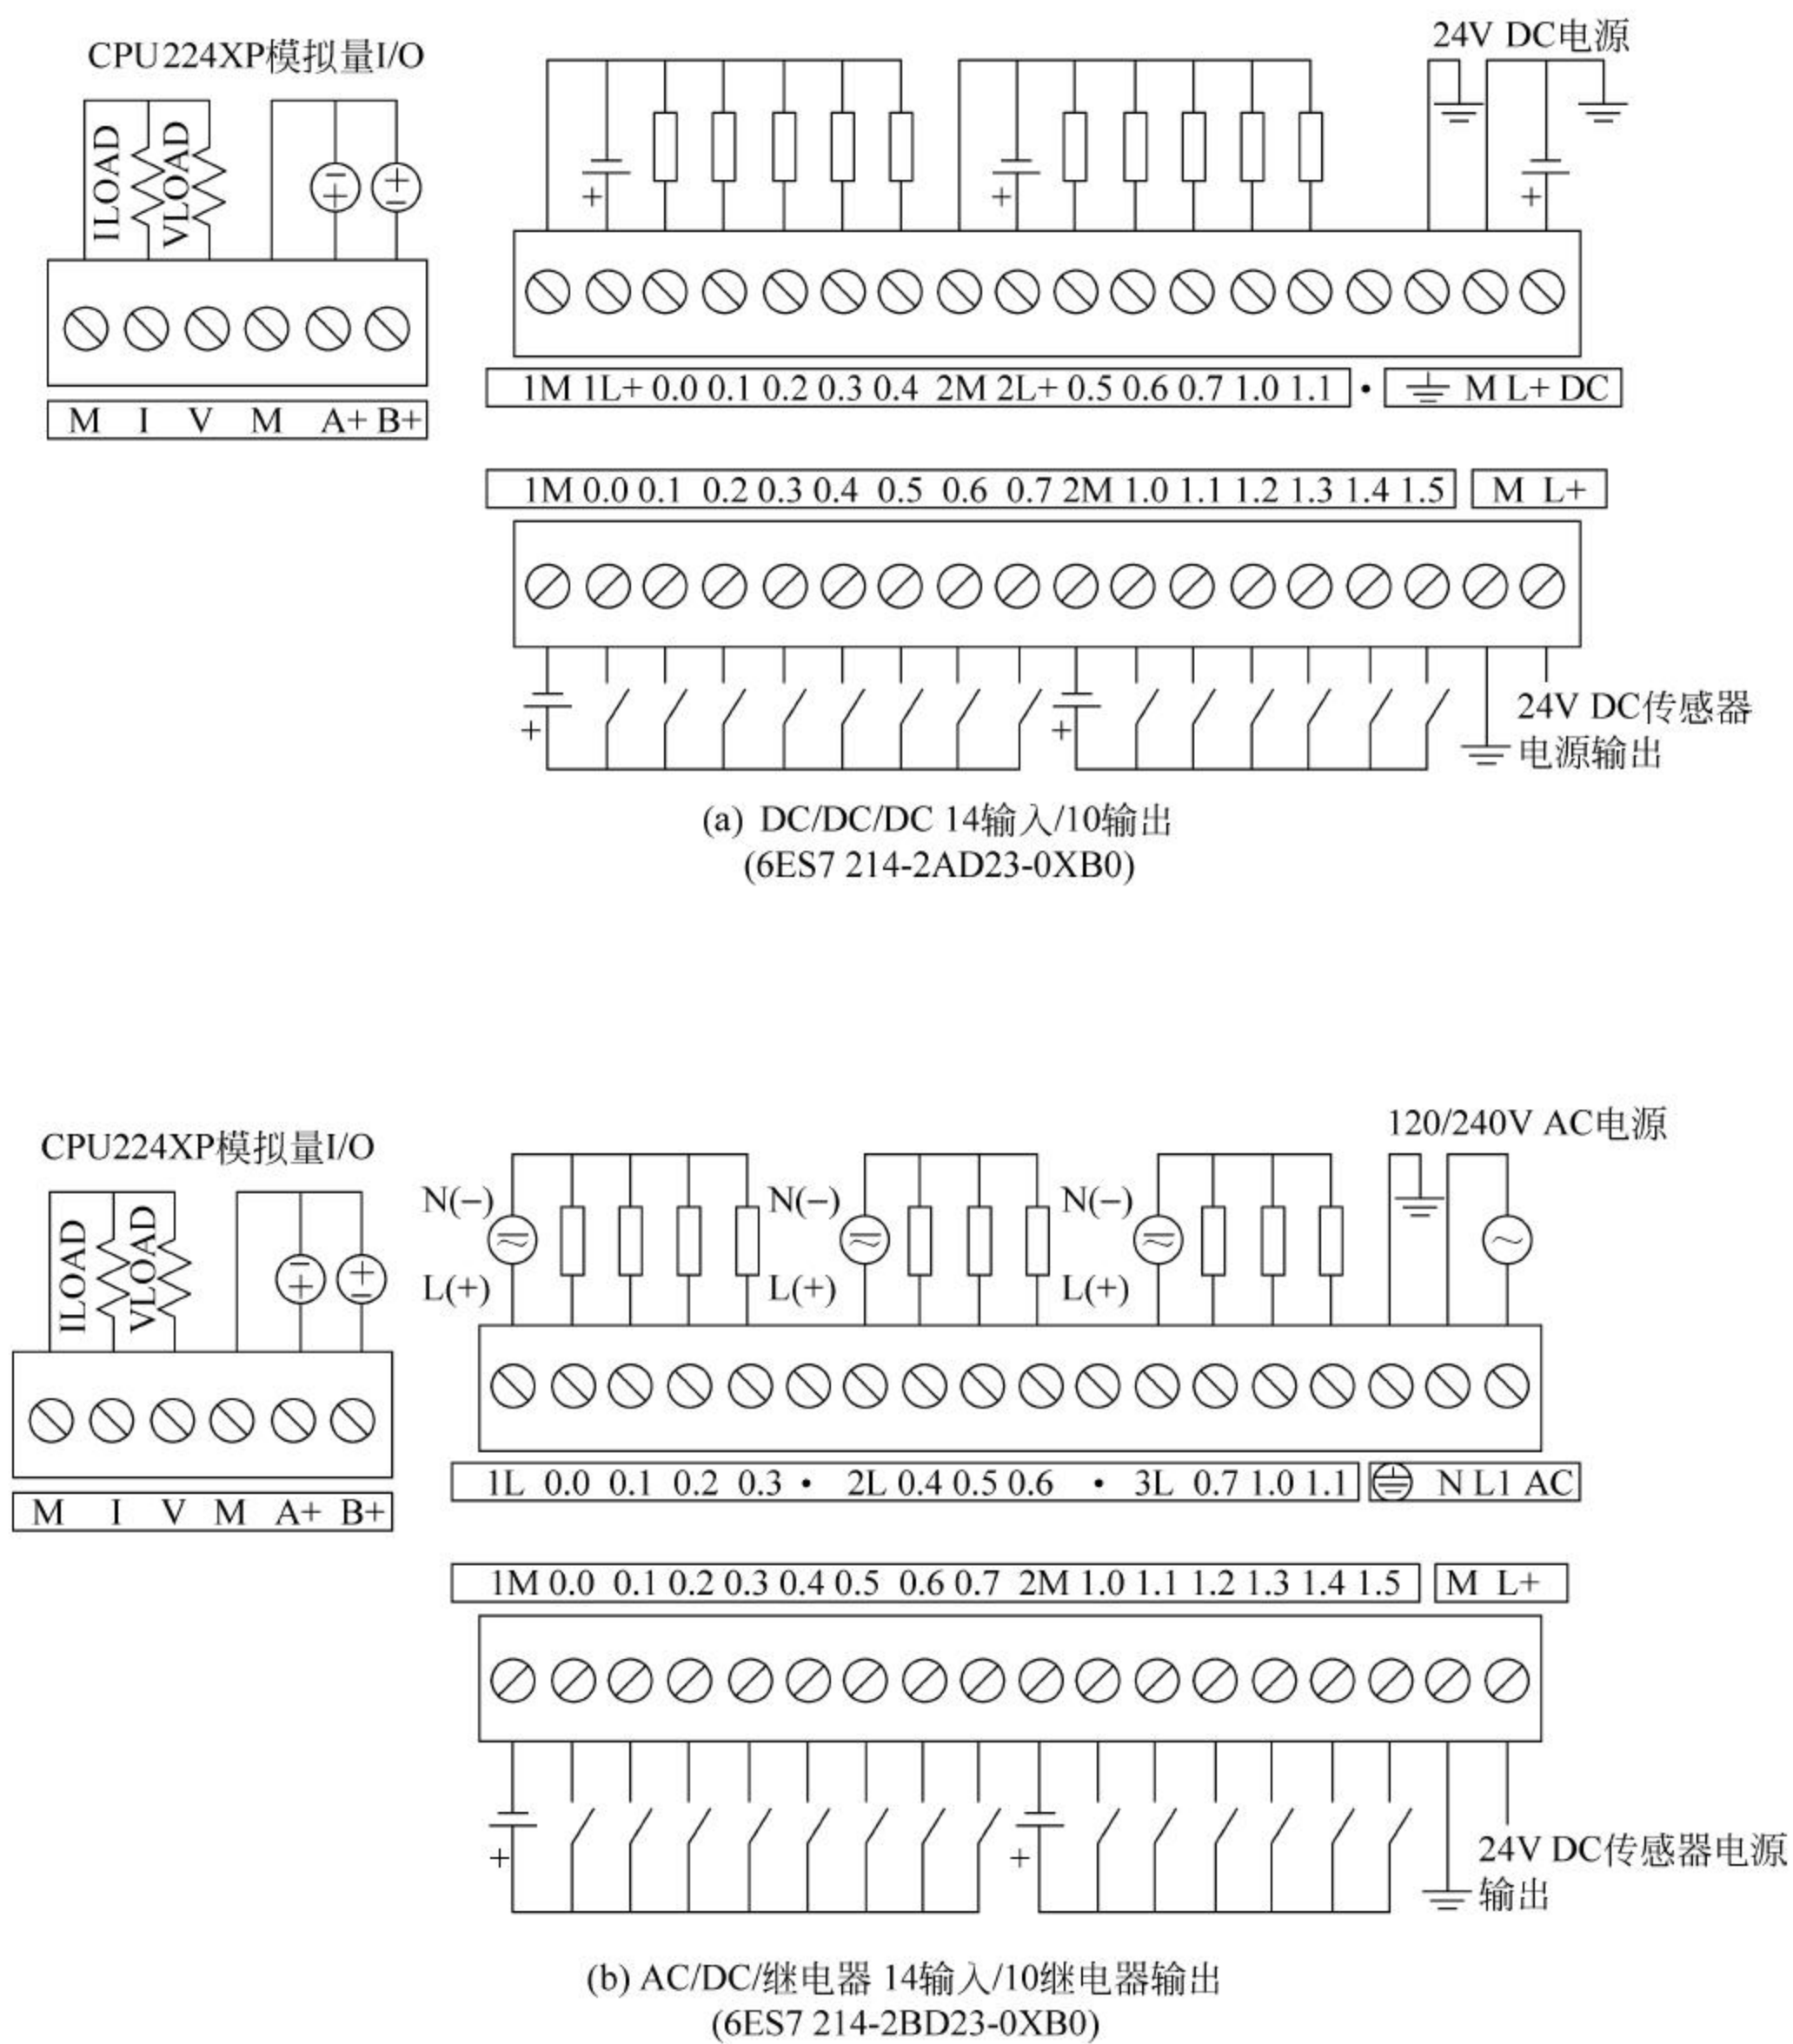 24V DC电源
CPU224XP模拟量I/O
ILOAD
VLOAD
+
+
+
M I V M A+ B+
1M 1L+ 0.0 0.1 0.2 0.3 0.4 2M 2L+ 0.5 0.6 0.7 1.0 1.1 • M L+ DC
1M 0.0 0.1 0.2 0.3 0.4 0.5 0.6 0.7 2M 1.0 1.1 1.2 1.3 1.4 1.5 M L+
+
+
24V DC传感器
电源输出
(a) DC/DC/DC 14输入/10输出
(6ES7 214-2AD23-0XB0)
120/240V AC电源
CPU224XP模拟量I/O
ILOAD
VLOAD
N(−) N(−) N(−)
L(+) L(+) L(+)
M I V M A+ B+
1L 0.0 0.1 0.2 0.3 • 2L 0.4 0.5 0.6 • 3L 0.7 1.0 1.1 N L1 AC
1M 0.0 0.1 0.2 0.3 0.4 0.5 0.6 0.7 2M 1.0 1.1 1.2 1.3 1.4 1.5 M L+
+
+
24V DC传感器电源
输出
(b) AC/DC/继电器 14输入/10继电器输出
(6ES7 214-2BD23-0XB0)